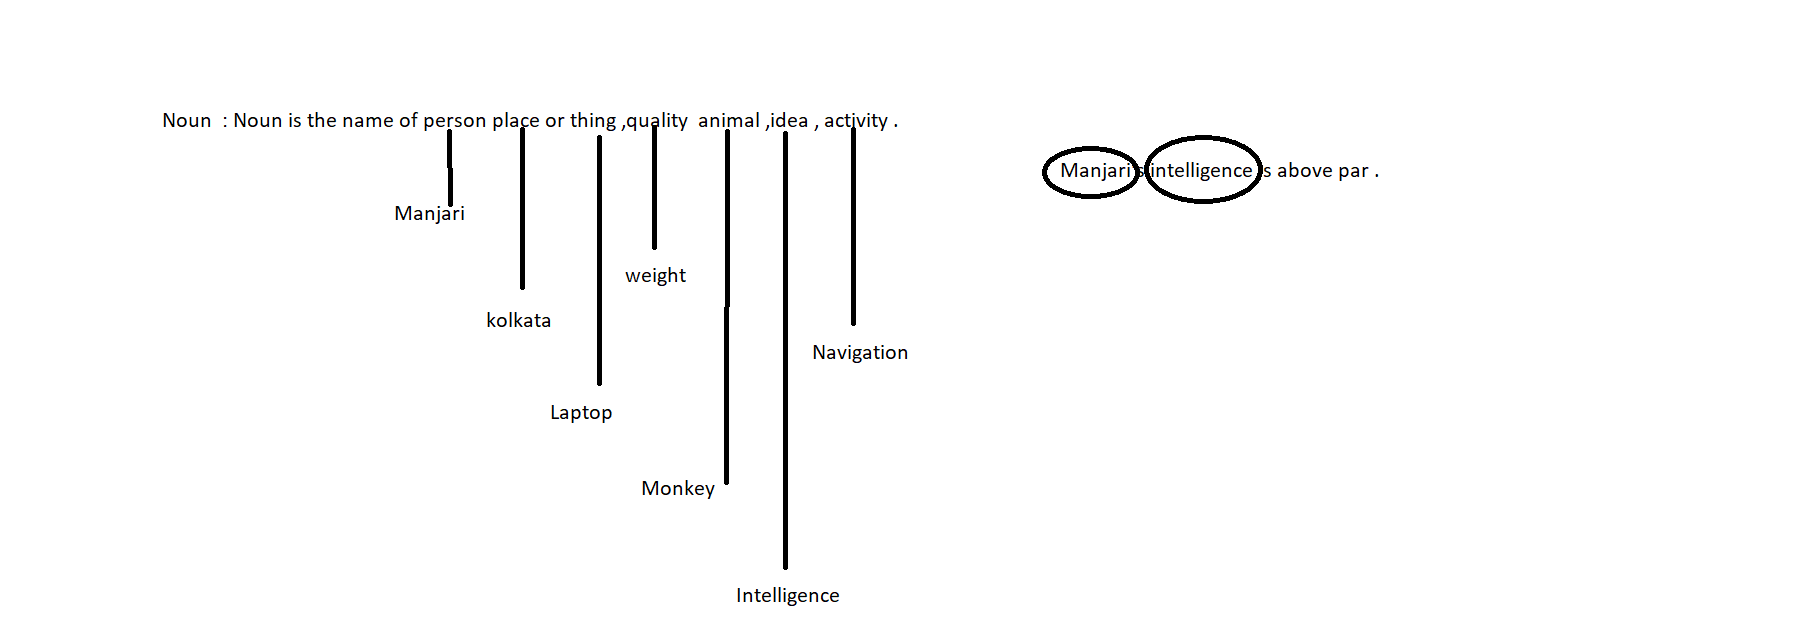 Noun : Noun is the name of person place or thing ,quality animal ,idea , activity .
Manjari's intelligence is above par .
Manjari
weight
kolkata
Navigation
Laptop
Monkey
Intelligence